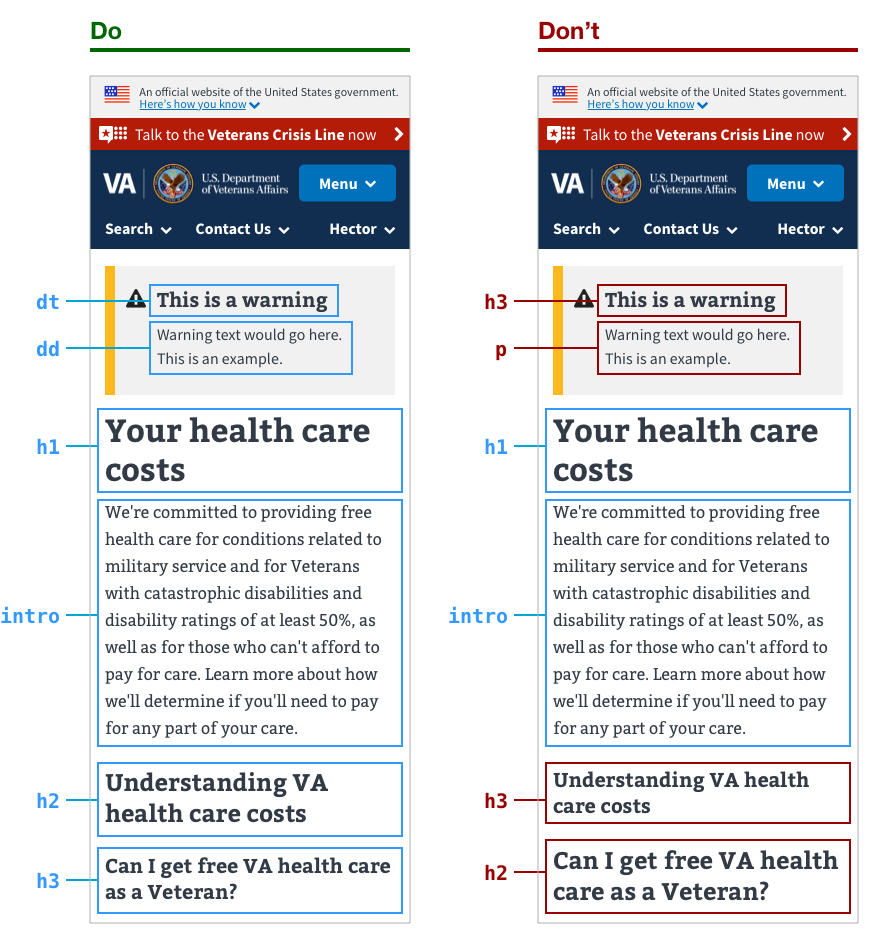 Do
An official website of the United States government.
Here's how you know
Talk to the Veterans Crisis Line now
VA
U.S. Department
of Veterans Affairs
Menu
Search
Contact Us
Hector
dt
This is a warning
dd
Warning text would go here.
This is an example.
h1
Your health care
costs
intro
We're committed to providing free
health care for conditions related to
military service and for Veterans
with catastrophic disabilities and
disability ratings of at least 50%, as
well as for those who can't afford to
pay for care. Learn more about how
we'll determine if you'll need to pay
for any part of your care.
h2
Understanding VA
health care costs
h3
Can I get free VA health care
as a Veteran?
Don’t
An official website of the United States government.
Here's how you know
Talk to the Veterans Crisis Line now
VA
U.S. Department
of Veterans Affairs
Menu
Search
Contact Us
Hector
h3
This is a warning
p
Warning text would go here.
This is an example.
h1
Your health care
costs
intro
We're committed to providing free
health care for conditions related to
military service and for Veterans
with catastrophic disabilities and
disability ratings of at least 50%, as
well as for those who can't afford to
pay for care. Learn more about how
we'll determine if you'll need to pay
for any part of your care.
h3
Understanding VA health
care costs
h2
Can I get free VA health
care as a Veteran?